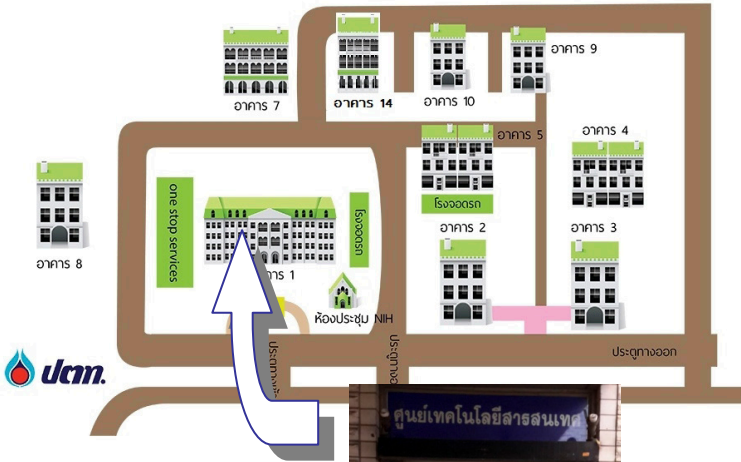 อาคาร 9
อาคาร 7
อาคาร 14
อาคาร 10
อาคาร 5
อาคาร 4
one stop services
โรงจอดรถ
โรงจอดรถ
อาคาร 2
อาคาร 3
อาคาร 8
คาร 1
ห้องประชุม NIH
ประตูทางออก
ปตท.
ศูนย์เทคโนโลยีสารสนเทศ